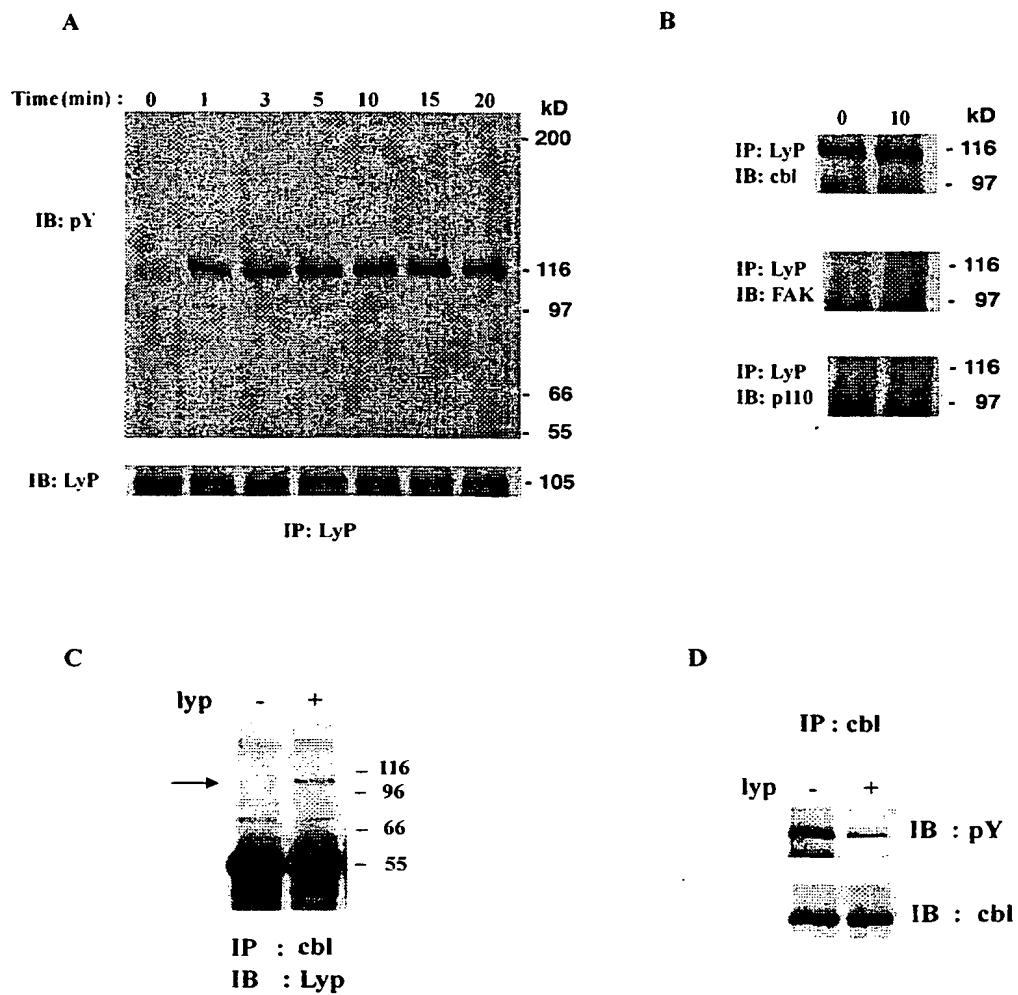 A
Time(min) : 0 1 3 5 10 15 20 kD
- 200
IB: pY
- 116
- 97
- 66
- 55
IB: LyP - 105
IP: LyP
B
0 10 kD
IP: LyP - 116
IB: cbl - 97
IP: LyP - 116
IB: FAK - 97
IP: LyP - 116
IB: p110 - 97
C
lyp - +
– 116
– 96
– 66
– 55
IP : cbl
IB : Lyp
D
IP : cbl
lyp - +
IB : pY
IB : cbl